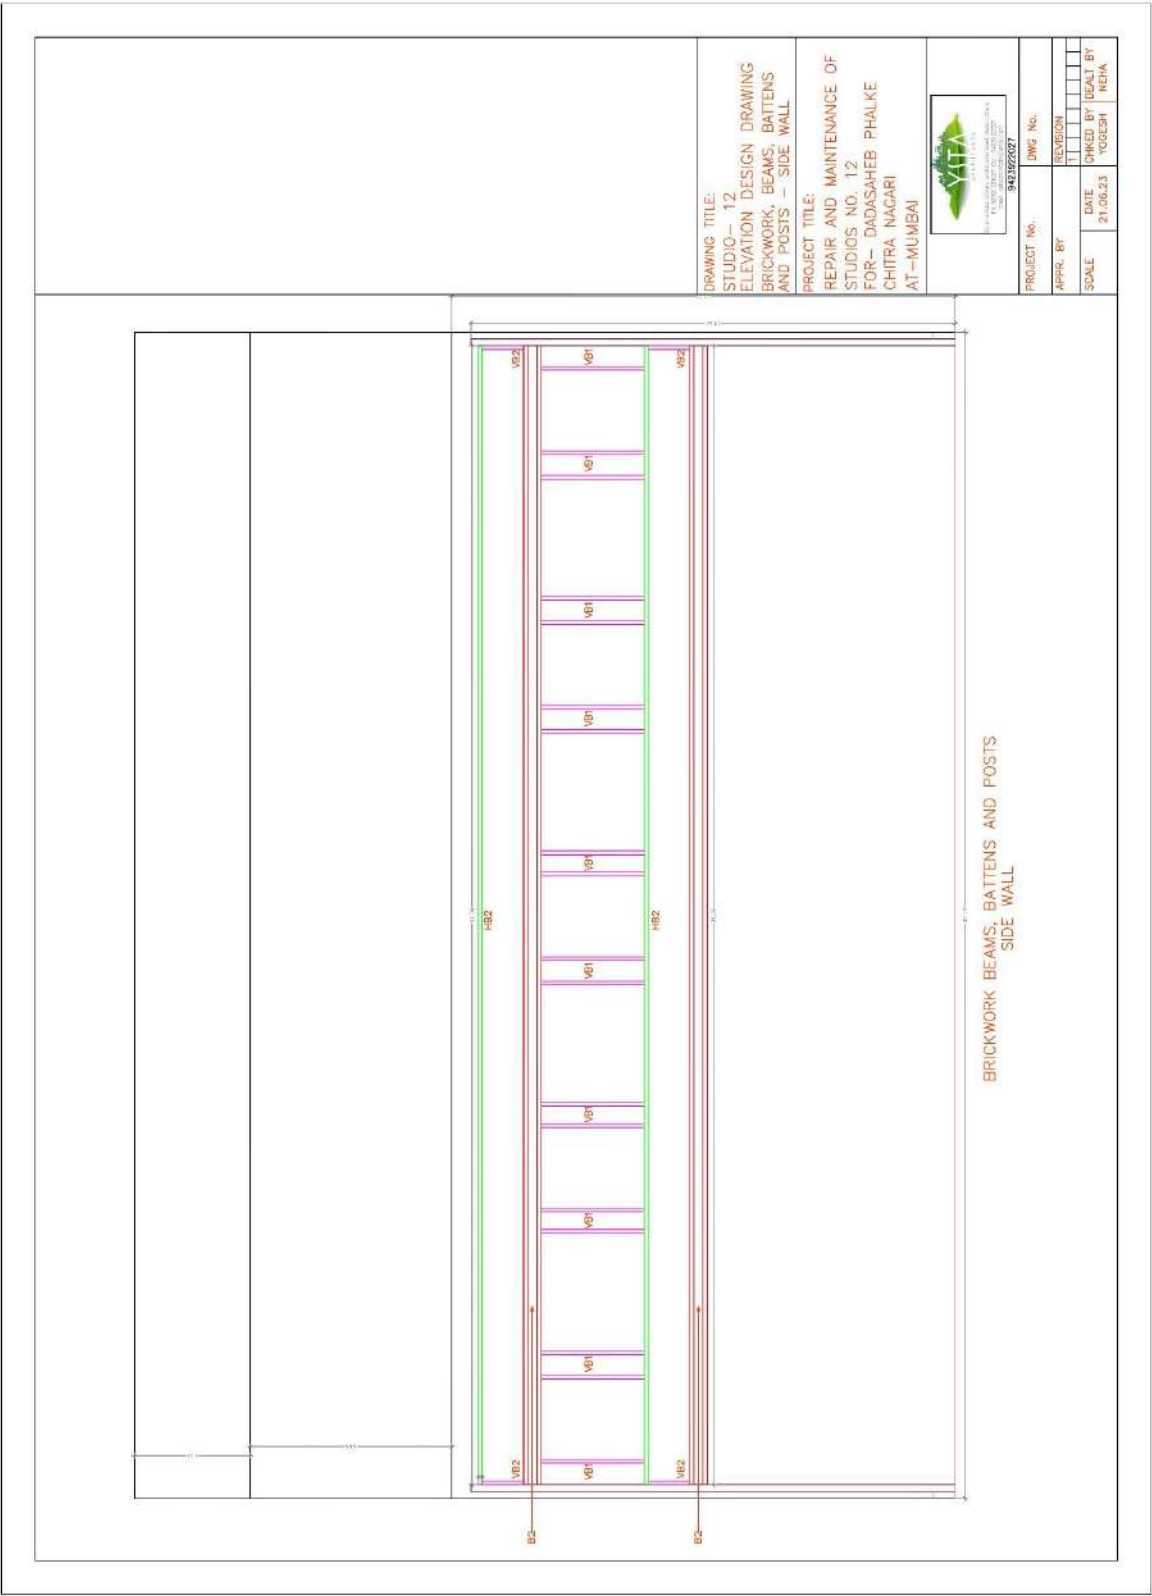 VB2
VB1
VB2
VB1
VB1
VB1
VB1
VB1
VB1
VB1
VB1
VB1
VB2
VB2
HB2
HB2
B2
B2
BRICKWORK BEAMS, BATTENS AND POSTS
SIDE WALL
DRAWING TITLE:
STUDIO- 12
ELEVATION DESIGN DRAWING
BRICKWORK, BEAMS, BATTENS
AND POSTS - SIDE WALL
PROJECT TITLE:
REPAIR AND MAINTENANCE OF
STUDIOS NO. 12
FOR- DADASAHEB PHALKE
CHITRA NAGARI
AT-MUMBAI
9423922027
PROJECT No.
DWG No.
APPR. BY
REVISION
1
SCALE
DATE
21.06.23
CHKED BY
YOGESH
DEALT BY
NEHA